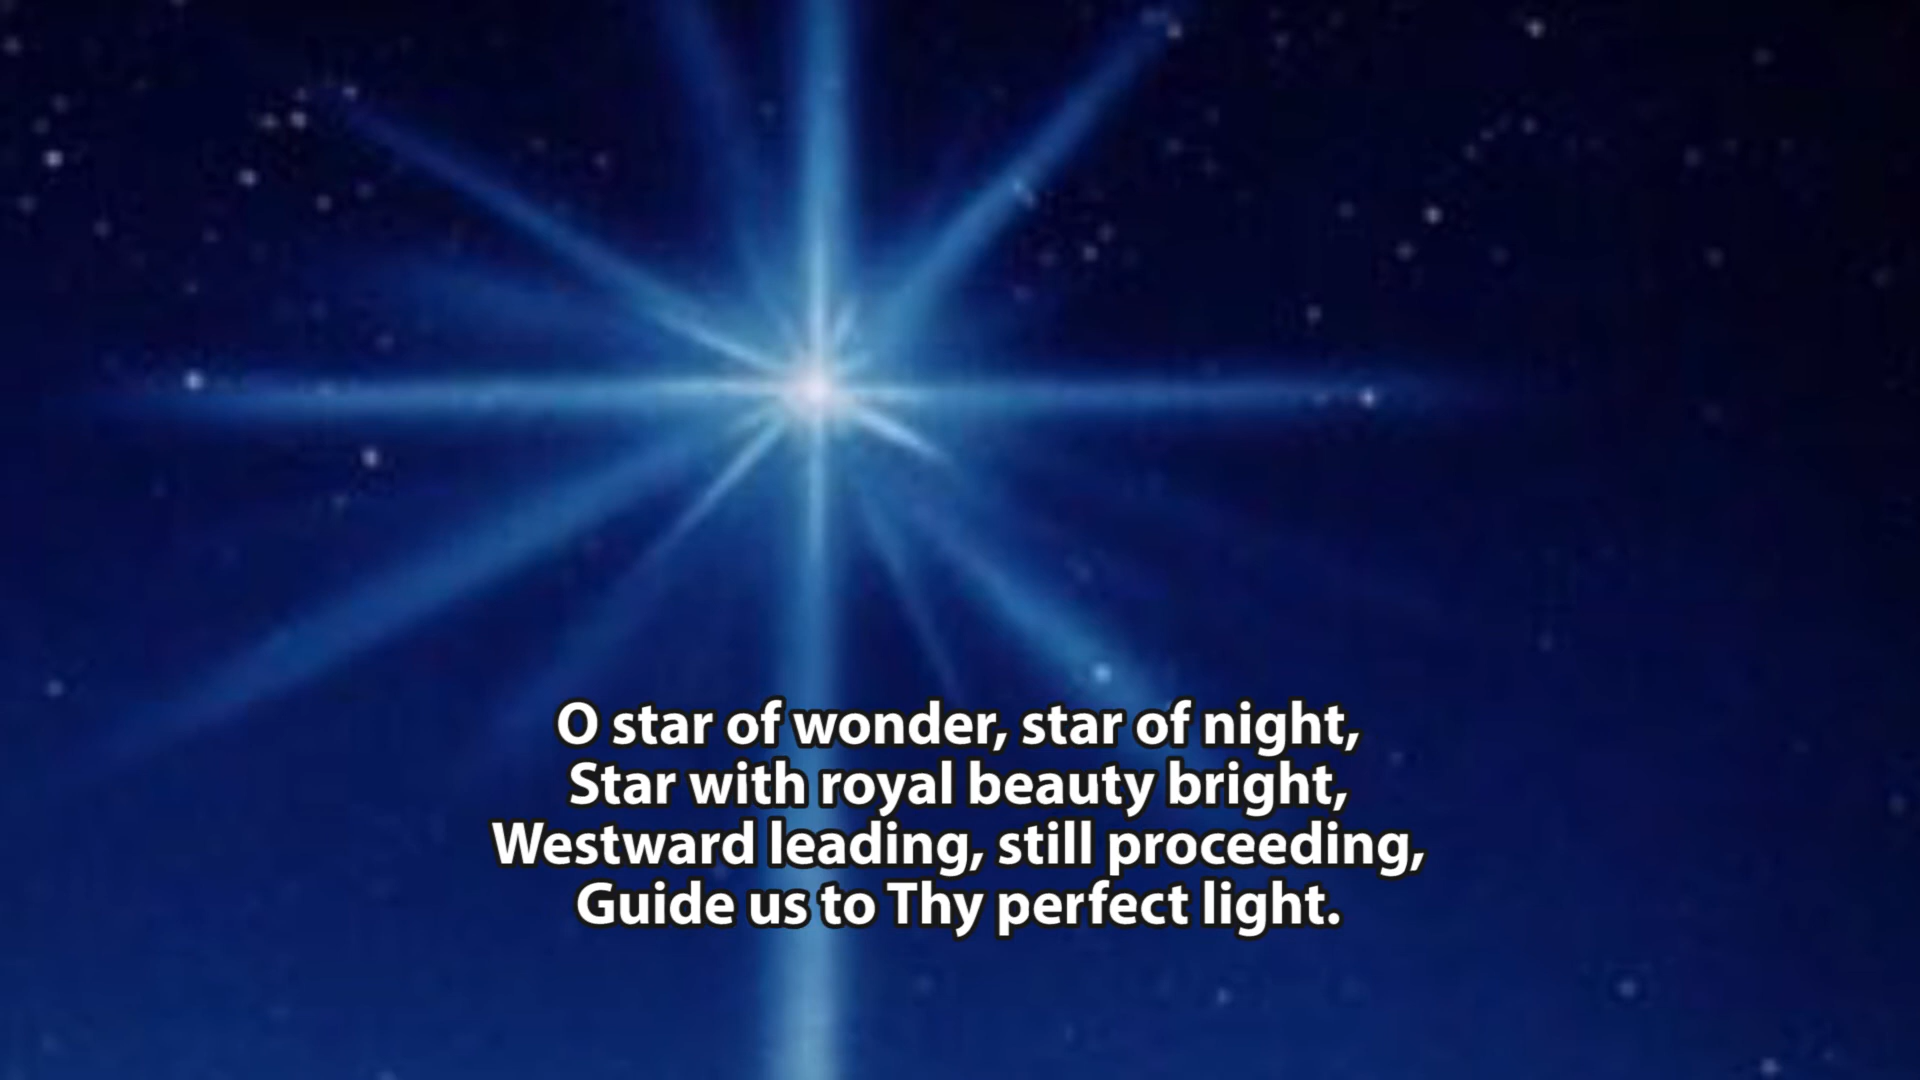 O star of wonder, star of night,
Star with royal beauty bright,
Westward leading, still proceeding,
Guide us to Thy perfect light.